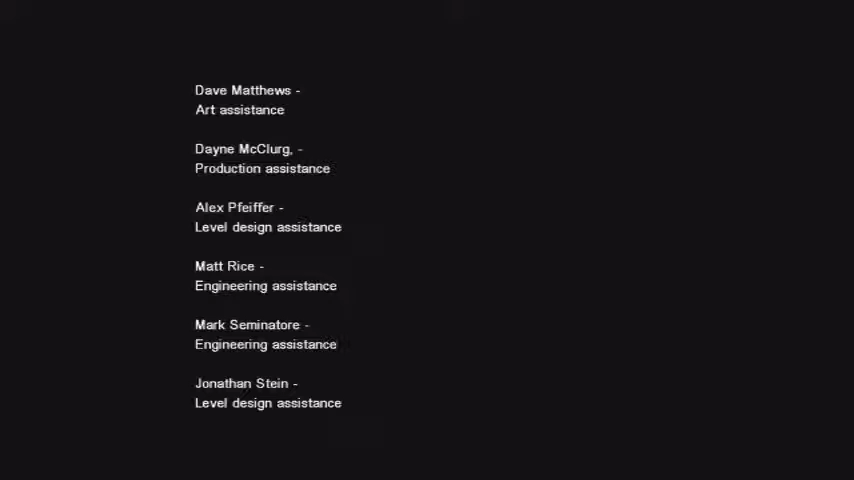 Dave Matthews -
Art assistance
Dayne McClurg, -
Production assistance
Alex Pfeiffer -
Level design assistance
Matt Rice -
Engineering assistance
Mark Seminatore -
Engineering assistance
Jonathan Stein -
Level design assistance